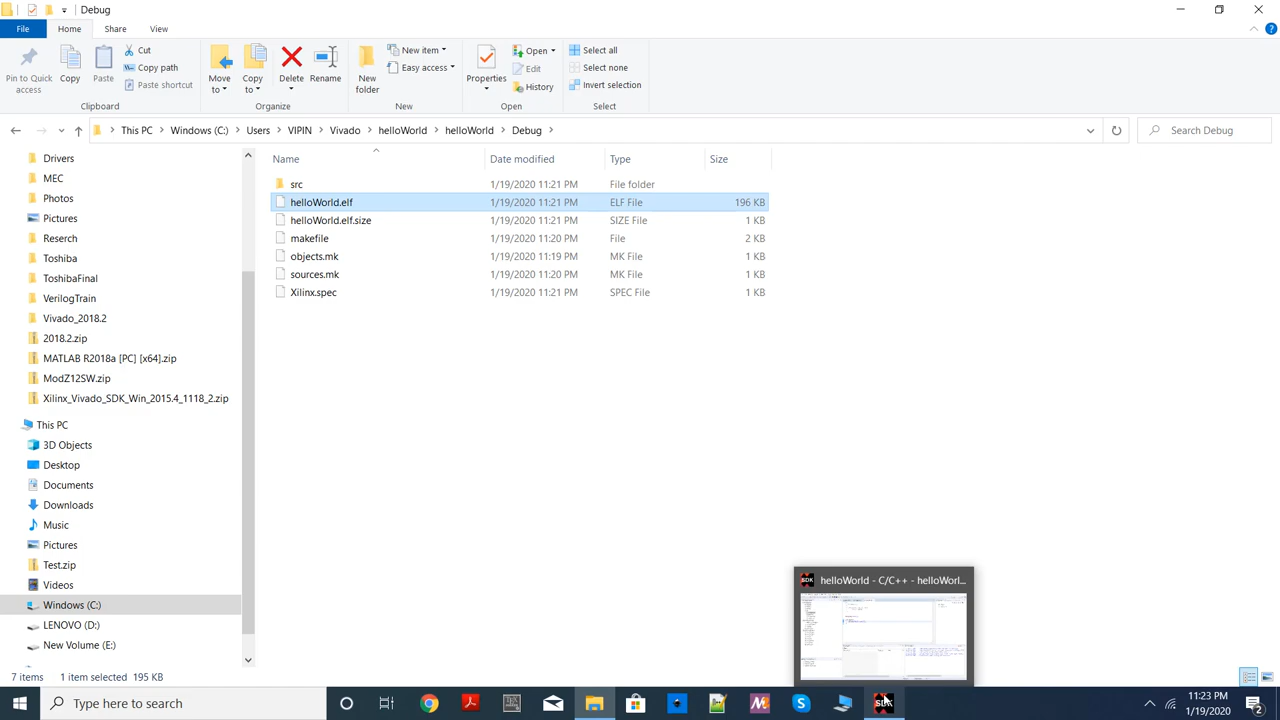 Debug
File
Home
Share
View
Pin to Quick access
Copy
Paste
Cut
Copy path
Paste shortcut
Clipboard
Move to
Copy to
Delete
Rename
Organize
New folder
New item
Easy access
New
Properties
Open
Edit
History
Open
Select all
Select none
Invert selection
Select
This PC > Windows (C:) > Users > VIPIN > Vivado > helloWorld > helloWorld > Debug >
Search Debug
Name Date modified Type Size
src 1/19/2020 11:21 PM File folder
helloWorld.elf 1/19/2020 11:21 PM ELF File 196 KB
helloWorld.elf.size 1/19/2020 11:21 PM SIZE File 1 KB
makefile 1/19/2020 11:20 PM File 2 KB
objects.mk 1/19/2020 11:19 PM MK File 1 KB
sources.mk 1/19/2020 11:20 PM MK File 1 KB
Xilinx.spec 1/19/2020 11:21 PM SPEC File 1 KB
Drivers
MEC
Photos
Pictures
Reserch
Toshiba
ToshibaFinal
VerilogTrain
Vivado_2018.2
2018.2.zip
MATLAB R2018a [PC] [x64].zip
ModZ12SW.zip
Xilinx_Vivado_SDK_Win_2015.4_1118_2.zip
This PC
3D Objects
Desktop
Documents
Downloads
Music
Pictures
Test.zip
Videos
Windows (C:)
LENOVO (D:)
New Volume (E:)
SDK helloWorld - C/C++ - helloWorl...
7 items 1 item selected 195 KB
Type here to search
11:23 PM
1/19/2020
2